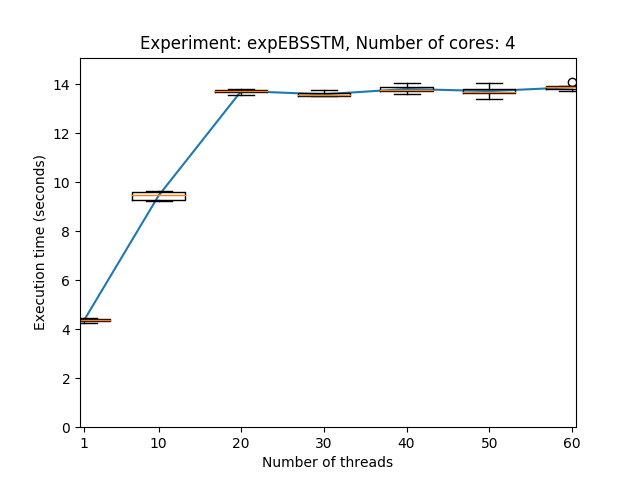 Experiment: expEBSSTM, Number of cores: 4
Execution time (seconds)
14
12
10
8
6
4
2
0
1 10 20 30 40 50 60
Number of threads